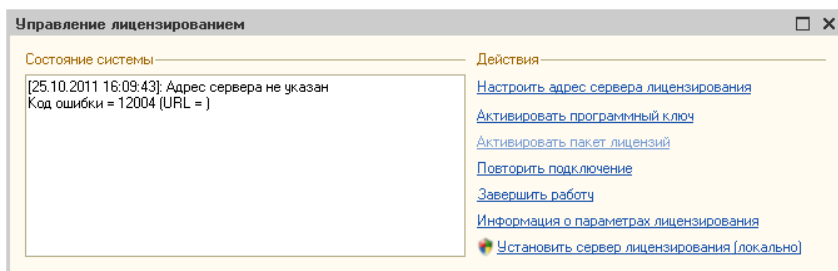 Управление лицензированием
Состояние системы
[25.10.2011 16:09:43]: Адрес сервера не указан
Код ошибки = 12004 (URL = )
Действия
Настроить адрес сервера лицензирования
Активировать программный ключ
Активировать пакет лицензий
Повторить подключение
Завершить работу
Информация о параметрах лицензирования
Установить сервер лицензирования (локально)